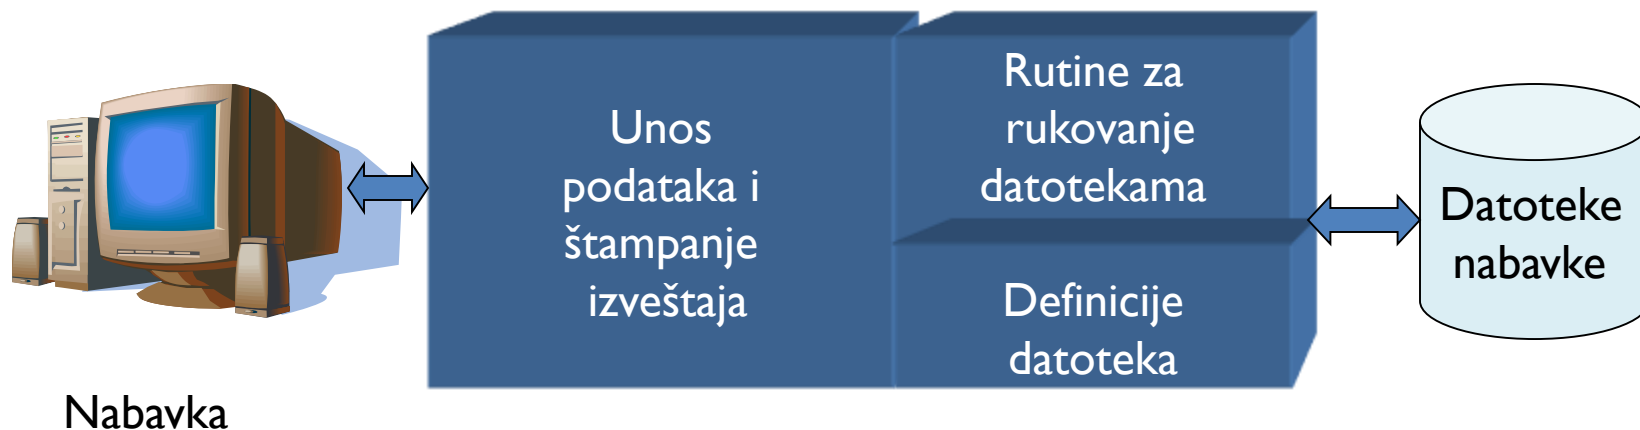 Unos
podataka i
štampanje
izveštaja
Rutine za
rukovanje
datotekama
Definicije
datoteka
Datoteke
nabavke
Nabavka